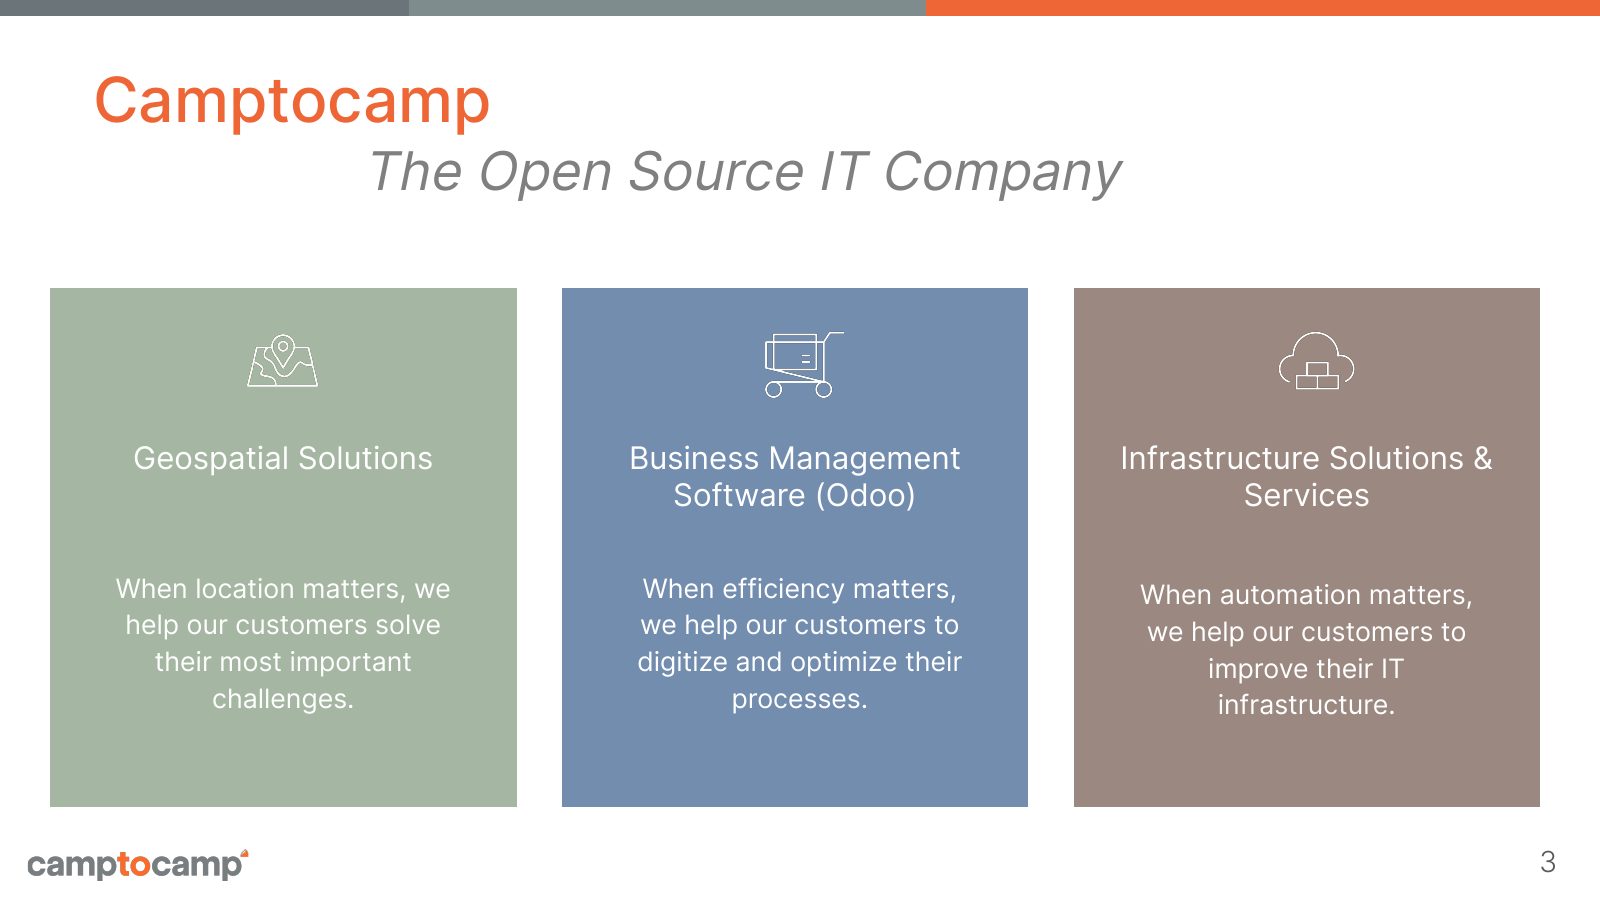 Camptocamp
The Open Source IT Company
Geospatial Solutions
When location matters, we
help our customers solve
their most important
challenges.
Business Management
Software (Odoo)
When efficiency matters,
we help our customers to
digitize and optimize their
processes.
Infrastructure Solutions &
Services
When automation matters,
we help our customers to
improve their IT
infrastructure.
camptocamp
3